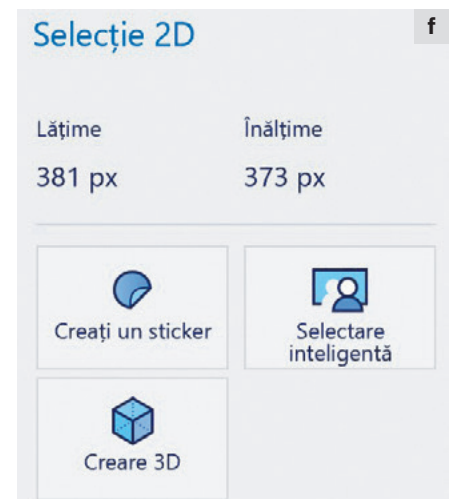 Selecție 2D
f
Lățime Înălțime
381 px 373 px
Creați un sticker
Selectare
inteligentă
Creare 3D